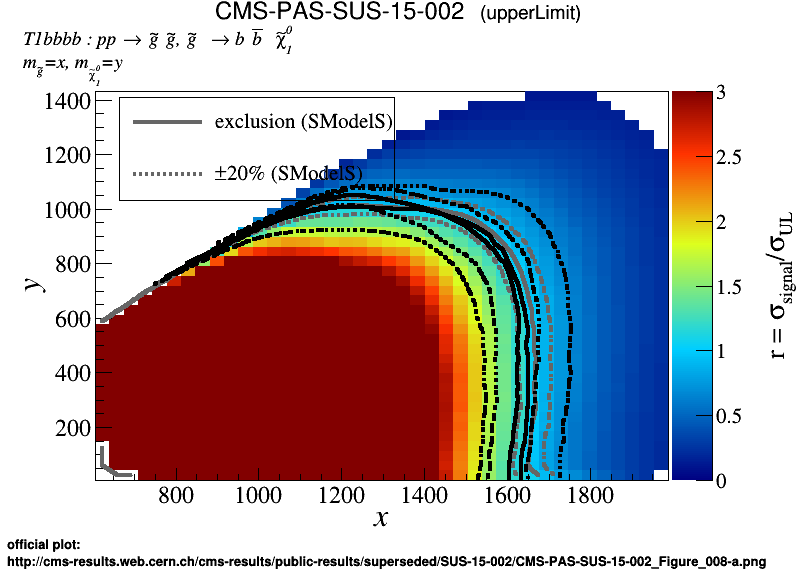 CMS-PAS-SUS-15-002 (upperLimit)
T1bbbb : pp → g̃ g̃, g̃ → b b̅ χ̃₁⁰
m_g̃=x, m_χ̃₁⁰=y
1400
1200
1000
800
600
400
200
y
exclusion (SModelS)
±20% (SModelS)
800
1000
1200
1400
1600
1800
x
3
2.5
2
1.5
1
0.5
0
r = σ_signal/σ_UL
official plot:
http://cms-results.web.cern.ch/cms-results/public-results/superseded/SUS-15-002/CMS-PAS-SUS-15-002_Figure_008-a.png